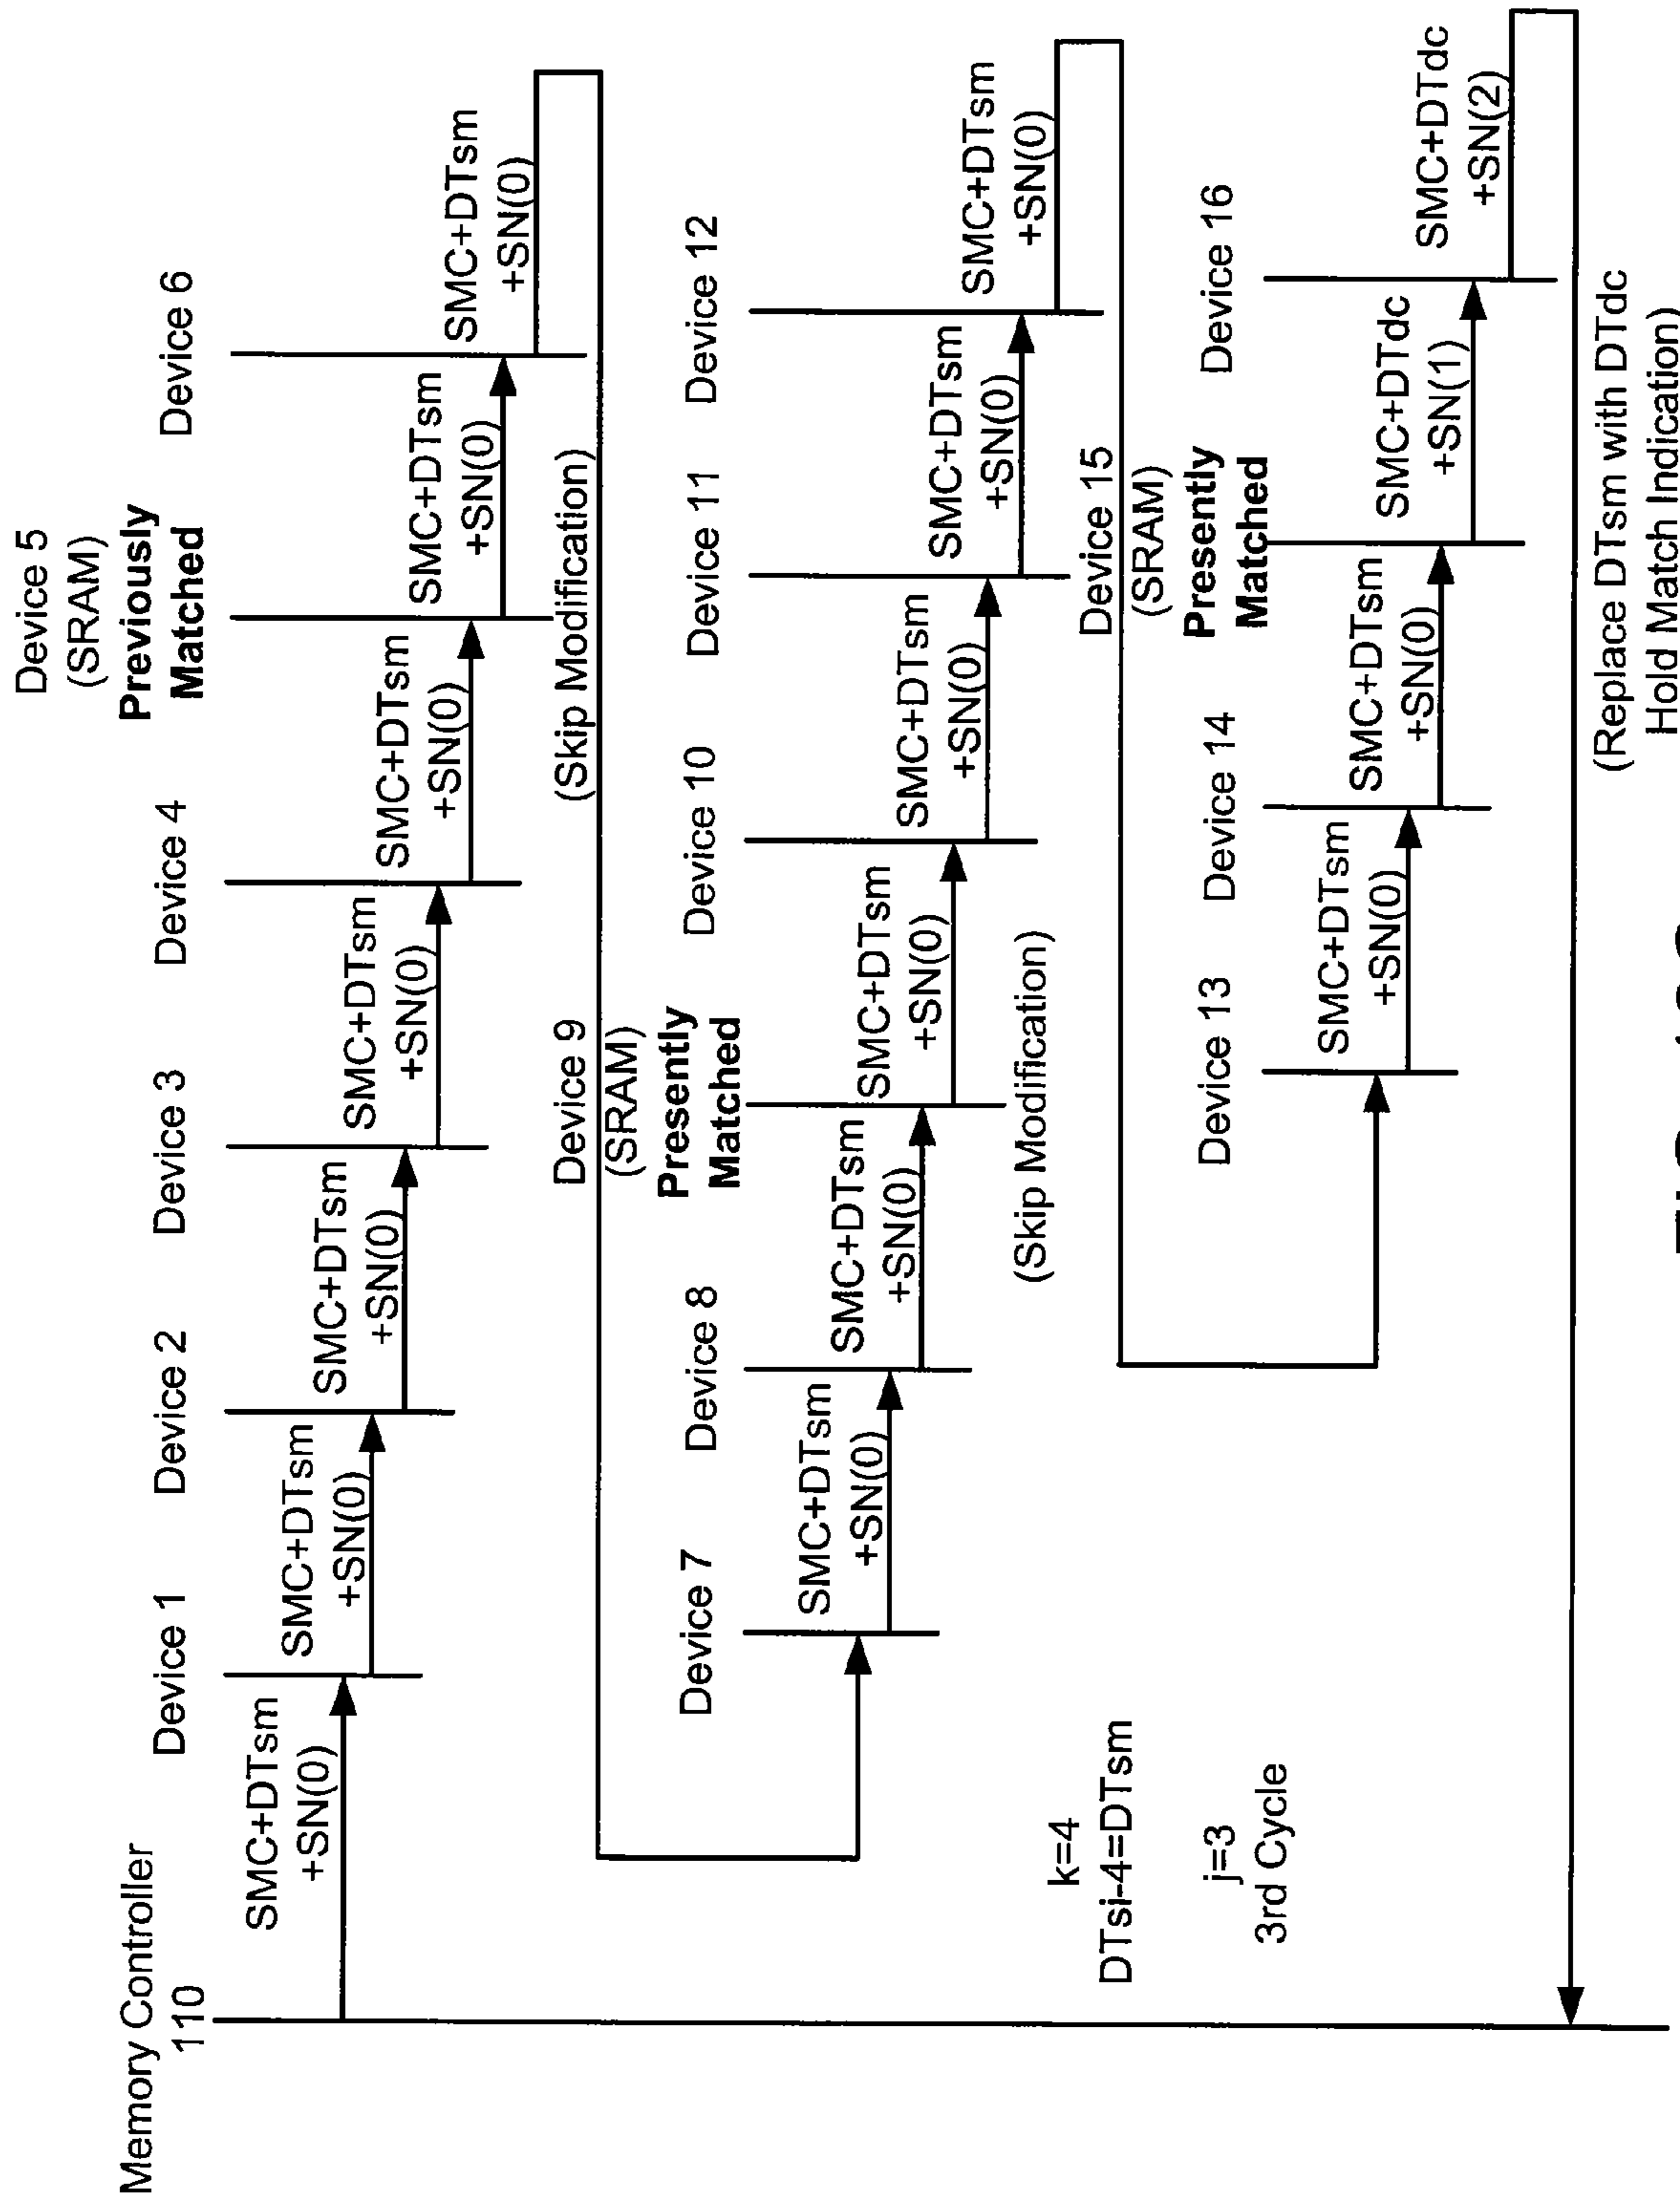 Memory Controller
110
Device 1
Device 2
Device 3
Device 4
Device 5
(SRAM)
Previously
Matched
Device 6
SMC+DTsm
+SN(0)
SMC+DTsm
+SN(0)
SMC+DTsm
+SN(0)
SMC+DTsm
+SN(0)
SMC+DTsm
+SN(0)
SMC+DTsm
+SN(0)
SMC+DTsm
+SN(0)
(Skip Modification)
Device 7
Device 8
Device 9
(SRAM)
Presently
Matched
Device 10
Device 11
Device 12
SMC+DTsm
+SN(0)
SMC+DTsm
+SN(0)
SMC+DTsm
+SN(0)
SMC+DTsm
+SN(0)
SMC+DTsm
+SN(0)
SMC+DTsm
+SN(0)
(Skip Modification)
k=4
DTsi-4=DTsm
j=3
3rd Cycle
Device 13
Device 14
Device 15
(SRAM)
Presently
Matched
Device 16
SMC+DTsm
+SN(0)
SMC+DTsm
+SN(0)
SMC+DTdc
+SN(1)
SMC+DTdc
+SN(2)
(Replace DTsm with DTdc
Hold Match Indication)